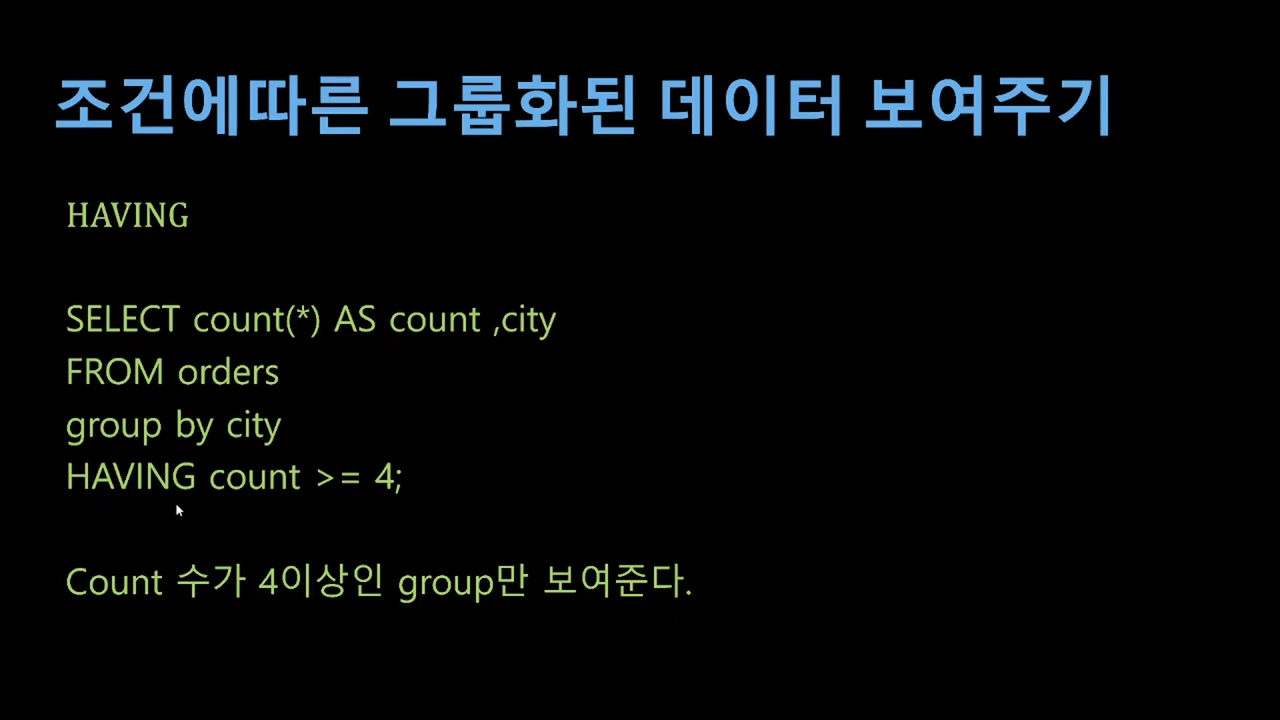 조건에따른 그룹화된 데이터 보여주기
HAVING
SELECT count(*) AS count ,city
FROM orders
group by city
HAVING count >= 4;
Count 수가 4이상인 group만 보여준다.